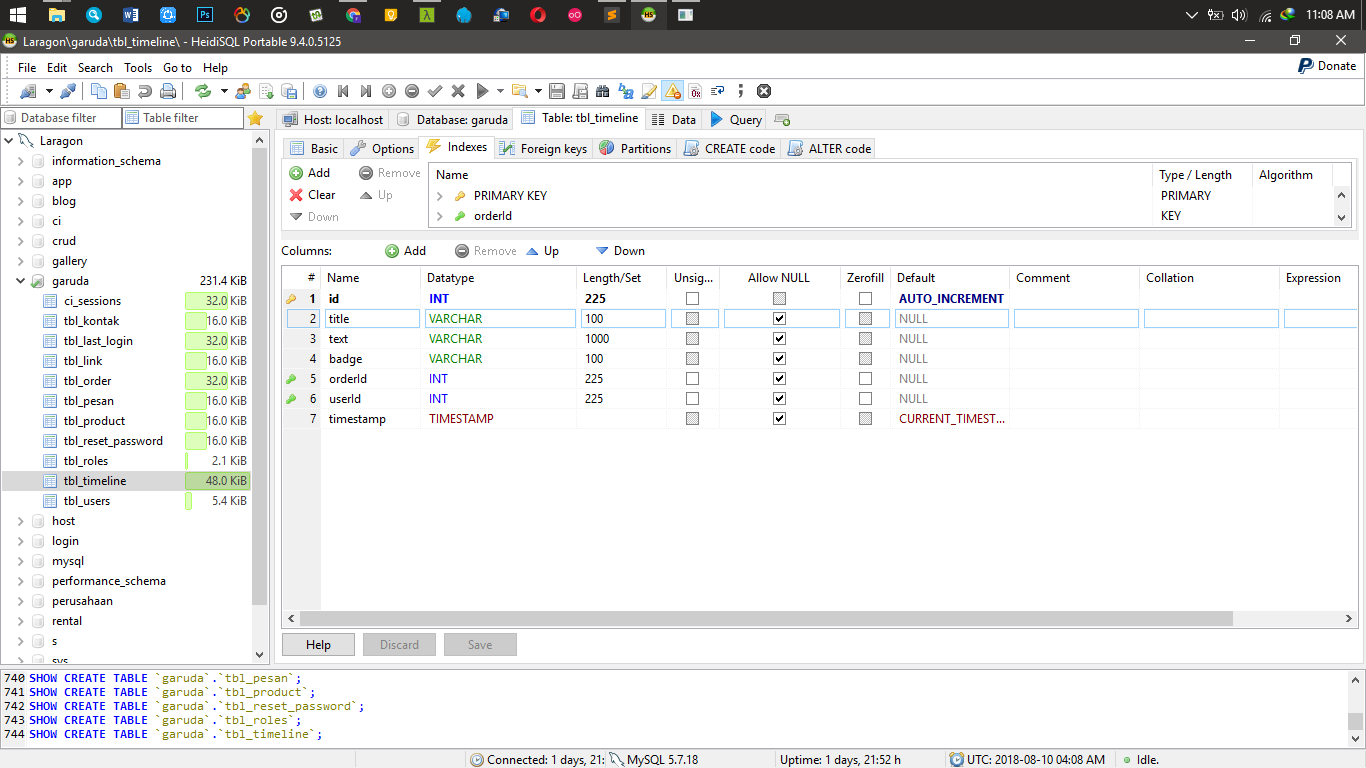 11:08 AM
Laragon\garuda\tbl_timeline\ - HeidiSQL Portable 9.4.0.5125
File Edit Search Tools Go to Help
Donate
Database filter Table filter
Host: localhost Database: garuda Table: tbl_timeline Data Query
Laragon
information_schema
app
blog
ci
crud
gallery
garuda 231.4 KiB
ci_sessions 32.0 KiB
tbl_kontak 16.0 KiB
tbl_last_login 32.0 KiB
tbl_link 16.0 KiB
tbl_order 32.0 KiB
tbl_pesan 16.0 KiB
tbl_product 16.0 KiB
tbl_reset_password 16.0 KiB
tbl_roles 2.1 KiB
tbl_timeline 48.0 KiB
tbl_users 5.4 KiB
host
login
mysql
performance_schema
perusahaan
rental
s
sys
Basic Options Indexes Foreign keys Partitions CREATE code ALTER code
Add Remove
Clear Up
Down
Name Type / Length Algorithm
PRIMARY KEY PRIMARY
orderId KEY
Columns: Add Remove Up Down
# Name Datatype Length/Set Unsig... Allow NULL Zerofill Default Comment Collation Expression
1 id INT 225 AUTO_INCREMENT
2 title VARCHAR 100 NULL
3 text VARCHAR 1000 NULL
4 badge VARCHAR 100 NULL
5 orderId INT 225 NULL
6 userId INT 225 NULL
7 timestamp TIMESTAMP CURRENT_TIMEST...
Help Discard Save
740 SHOW CREATE TABLE `garuda`.`tbl_pesan`;
741 SHOW CREATE TABLE `garuda`.`tbl_product`;
742 SHOW CREATE TABLE `garuda`.`tbl_reset_password`;
743 SHOW CREATE TABLE `garuda`.`tbl_roles`;
744 SHOW CREATE TABLE `garuda`.`tbl_timeline`;
Connected: 1 days, 21: MySQL 5.7.18 Uptime: 1 days, 21:52 h UTC: 2018-08-10 04:08 AM Idle.